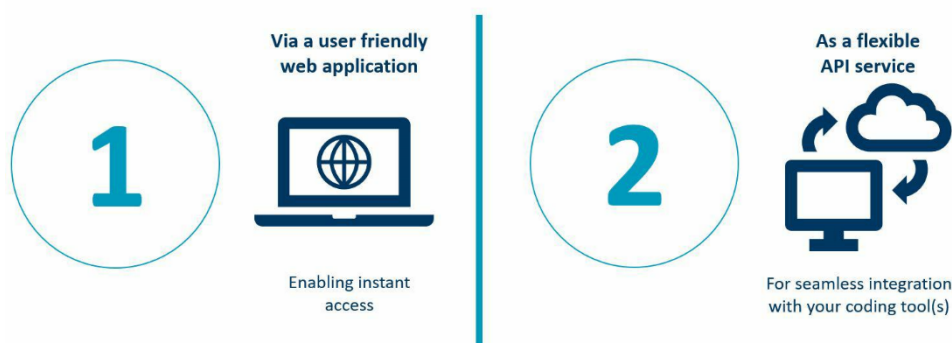 1
Via a user friendly
web application
Enabling instant
access
2
As a flexible
API service
For seamless integration
with your coding tool(s)